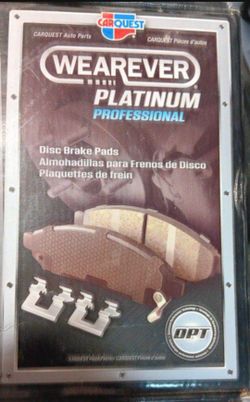 CARQUEST
CARQUEST Auto Parts
CARQUEST Pièces d'autos
WEAREVER
PLATINUM
PROFESSIONAL
Disc Brake Pads
Almohadillas para Frenos de Disco
Plaquettes de frein
DPT